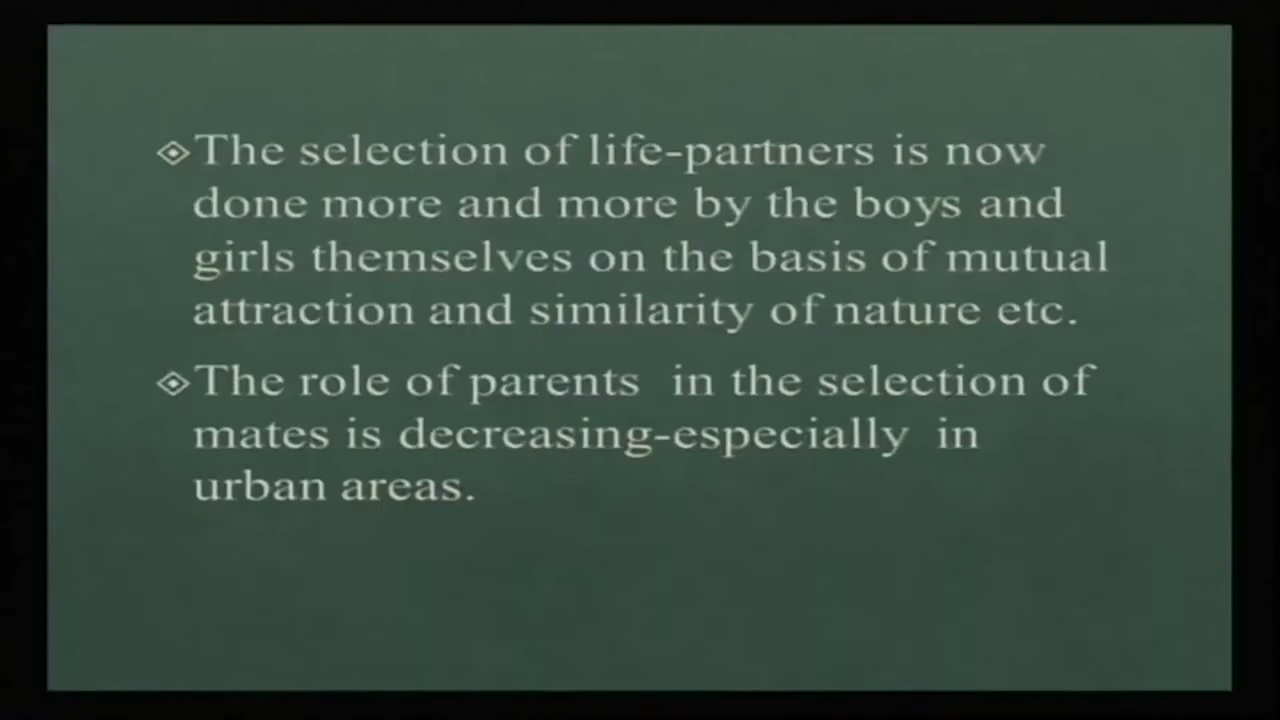 The selection of life-partners is now
done more and more by the boys and
girls themselves on the basis of mutual
attraction and similarity of nature etc.
The role of parents in the selection of
mates is decreasing-especially in
urban areas.